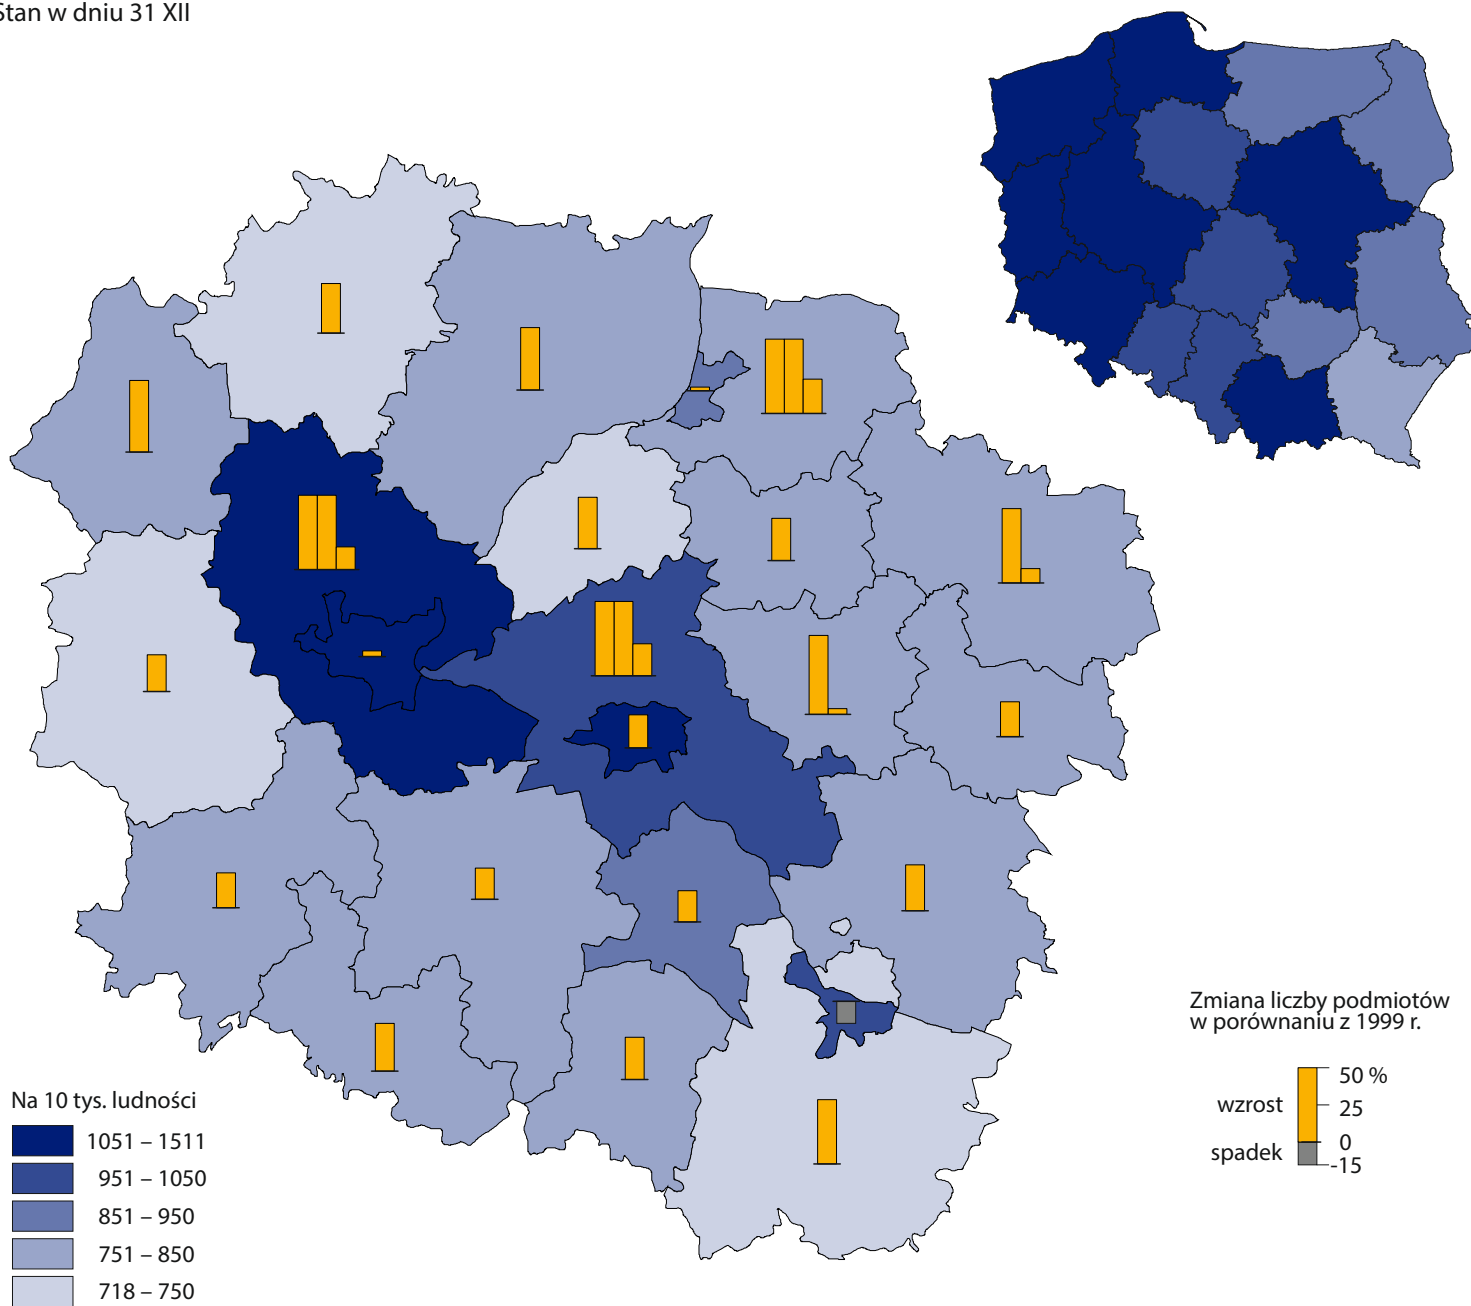 Stan w dniu 31 XII
Zmiana liczby podmiotów
w porównaniu z 1999 r.
50 %
wzrost
25
0
spadek
-15
Na 10 tys. ludności
1051 – 1511
951 – 1050
851 – 950
751 – 850
718 – 750